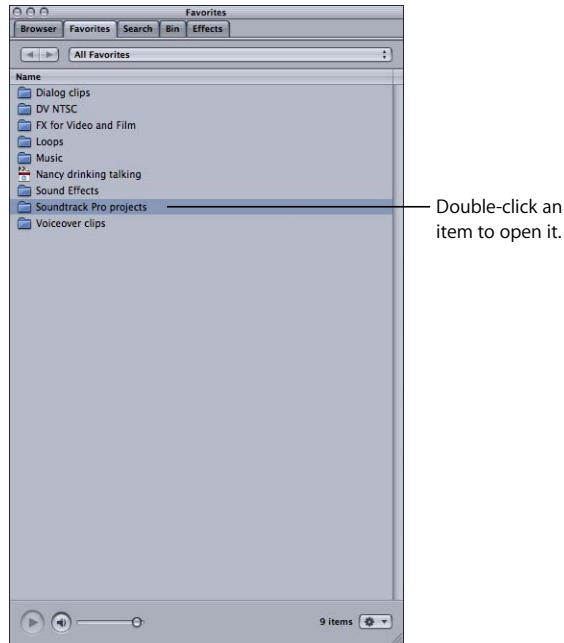 Favorites
Browser Favorites Search Bin Effects
All Favorites
Name
Dialog clips
DV NTSC
FX for Video and Film
Loops
Music
Nancy drinking talking
Sound Effects
Soundtrack Pro projects
Voiceover clips
Double-click an
item to open it.
9 items